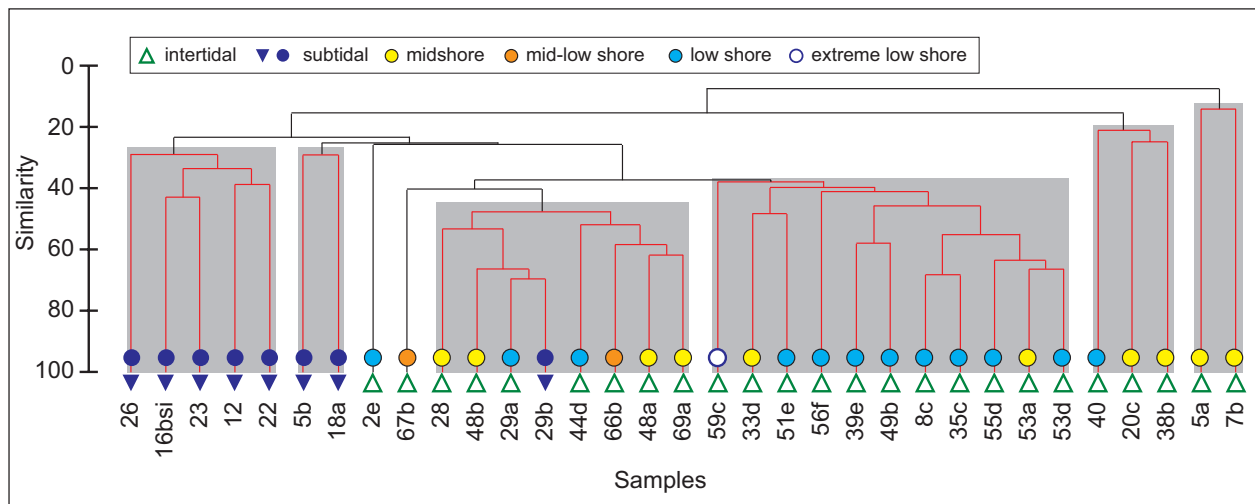 intertidal subtidal midshore mid-low shore low shore extreme low shore
0
20
40
60
80
100
Similarity
26 16bsi 23 12 22 5b 18a 2e 67b 28 48b 29a 29b 44d 66b 48a 69a 59c 33d 51e 56f 39e 49b 8c 35c 55d 53a 53d 40 20c 38b 5a 7b
Samples